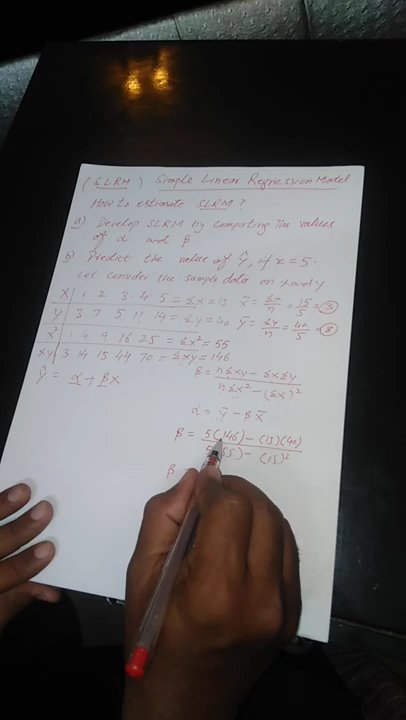 (SLRM) Simple Linear Regression Model
How to estimate SLRM?
a) Develop SLRM by computing the values
of α and β
b) Predict the value of Ŷ, if x = 5.
Let consider the sample data on x and y
X | 1 2 3 4 5 = Σx = 15 x̄ = Σx/n = 15/5 = 3
Y | 3 7 5 11 14 = Σy = 40 ȳ = Σy/n = 40/5 = 8
X² | 1 4 9 16 25 = Σx² = 55
XY | 3 14 15 44 70 = Σxy = 146
Ŷ = α + βx
β = nΣxy - ΣxΣy / nΣx² - (Σx)²
α = ȳ - β x̄
β = 5(146) - (15)(40) / 55) - (15)²
β